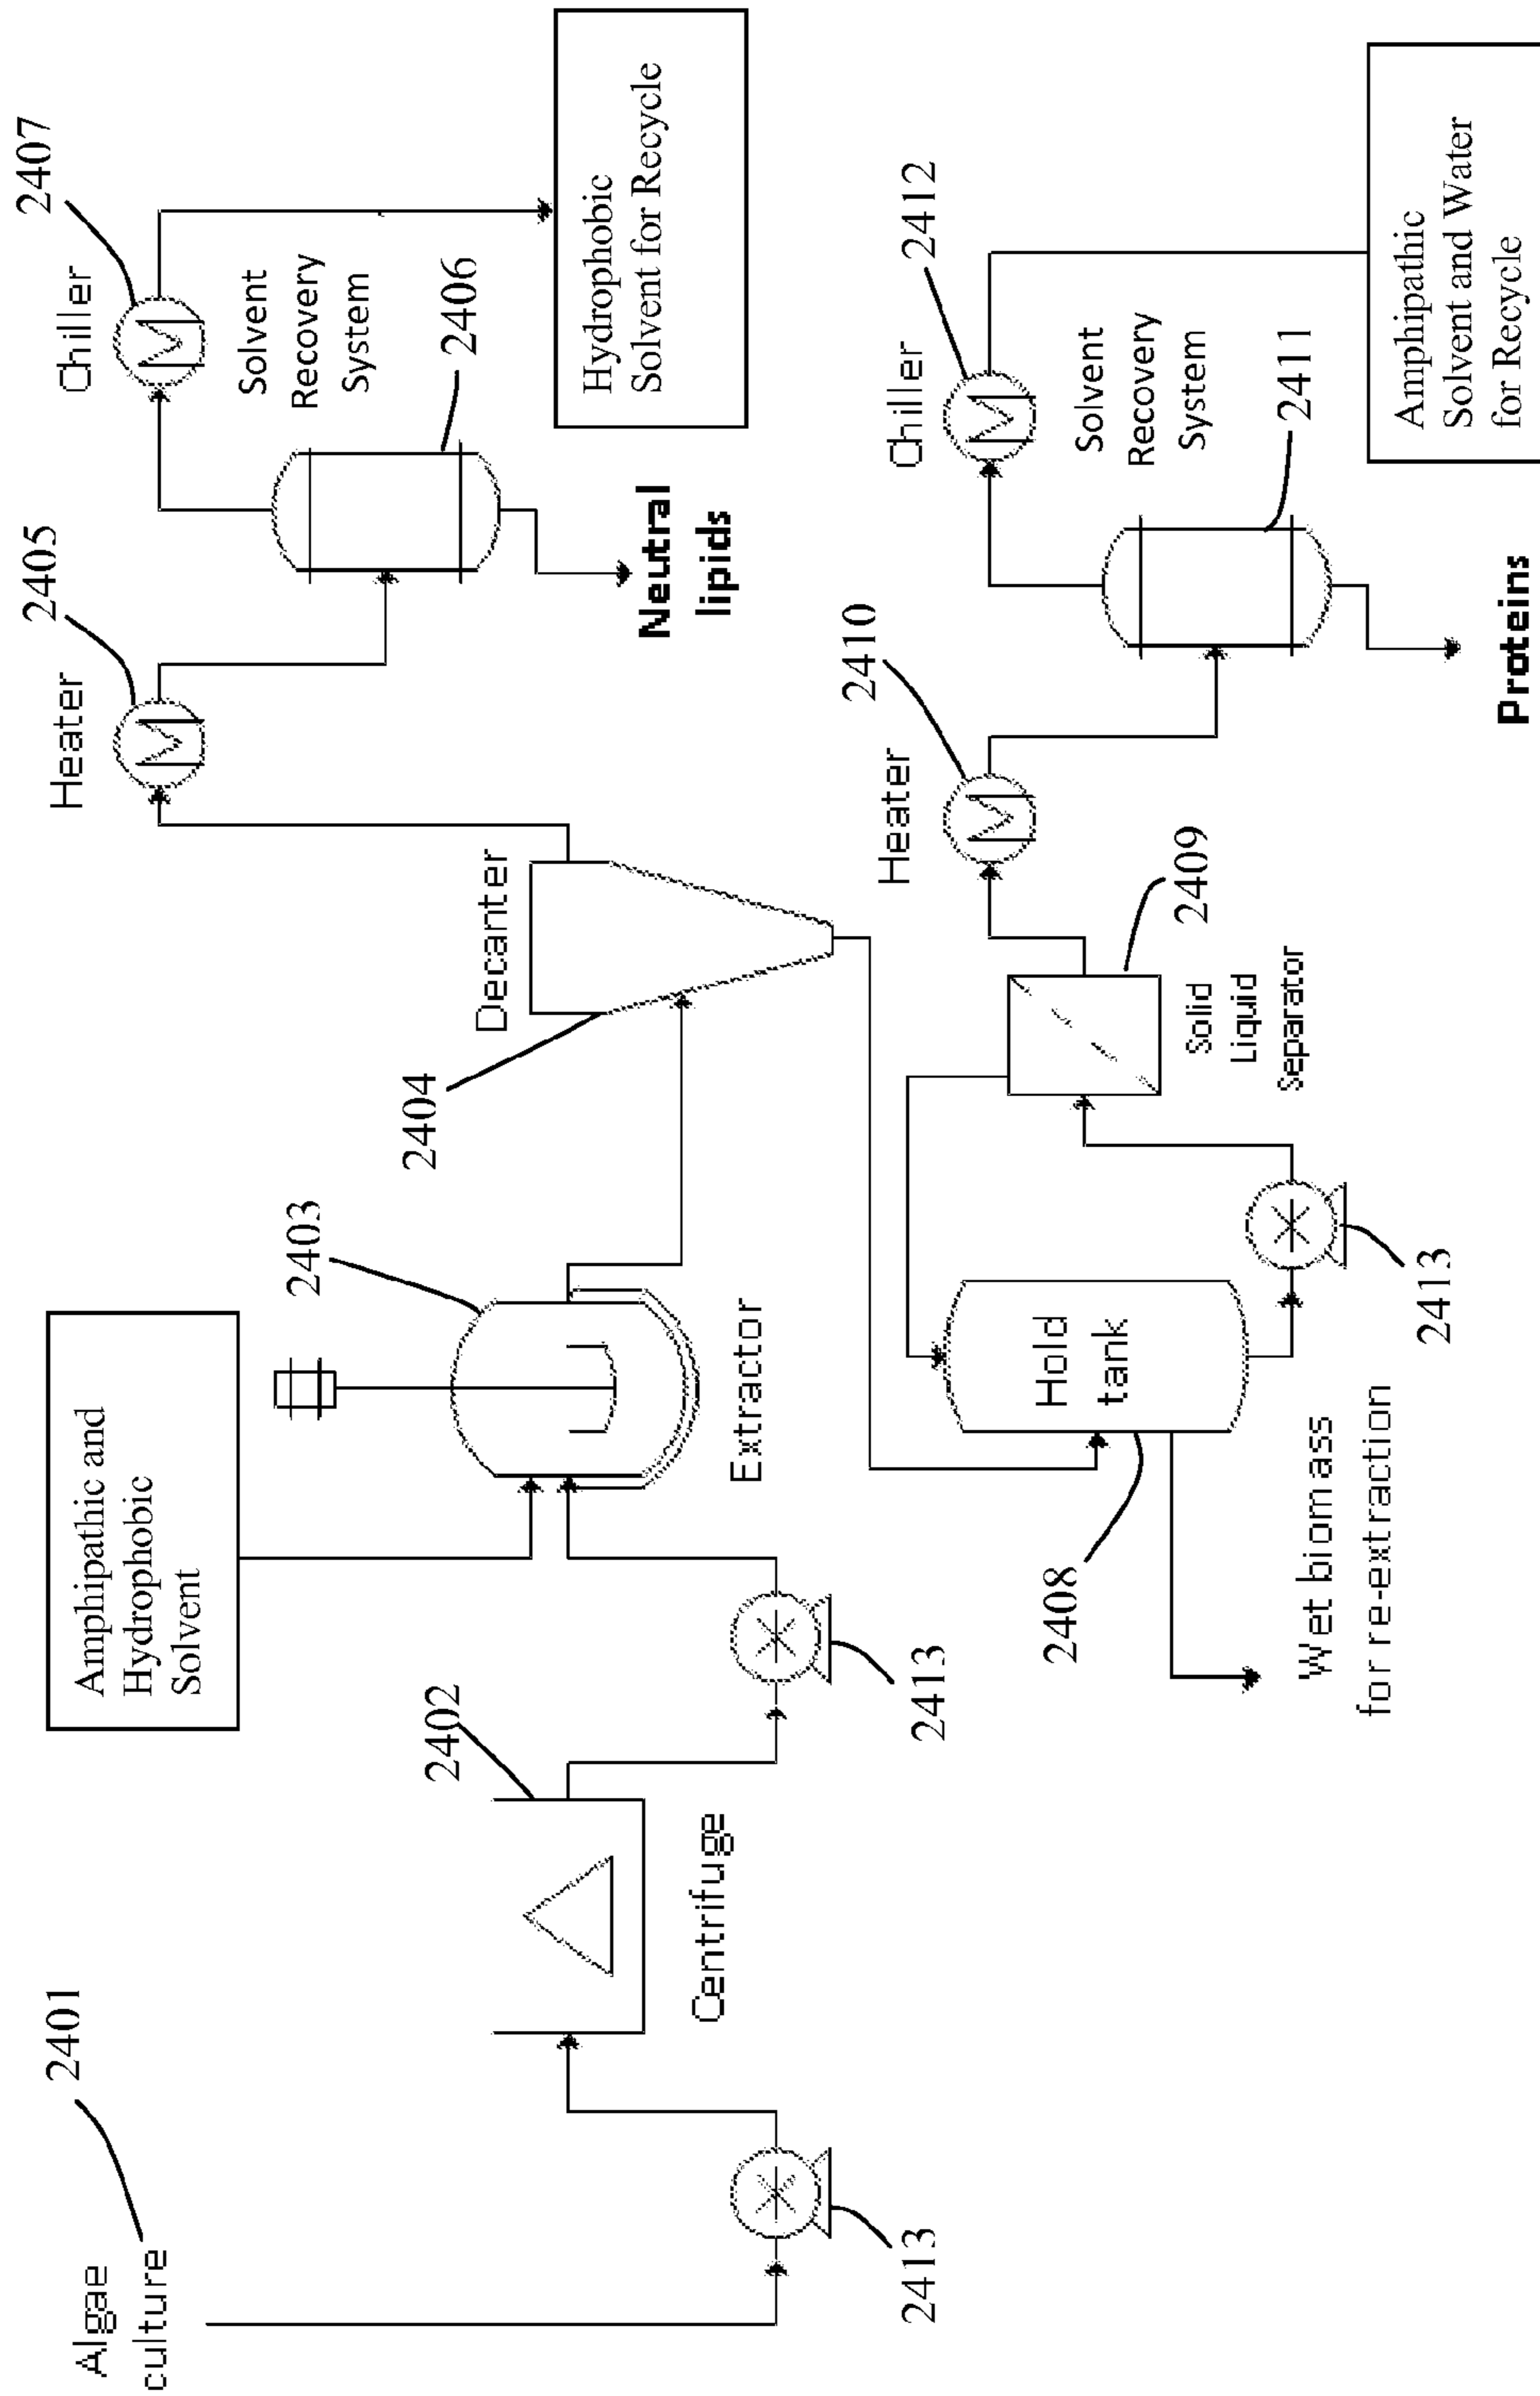 Algae
culture
2401
2413
2402
Centrifuge
2413
Amphipathic and
Hydrophobic
Solvent
2403
Extractor
2404
Decanter
Heater
2405
Chiller
2407
Solvent
Recovery
System
2406
Neutral
lipids
Hydrophobic
Solvent for Recycle
Hold
tank
2408
Wet biomass
for re-extraction
2413
2409
Solid
Liquid
Separator
Heater
2410
Chiller
2412
Solvent
Recovery
System
2411
Proteins
Amphipathic
Solvent and Water
for Recycle